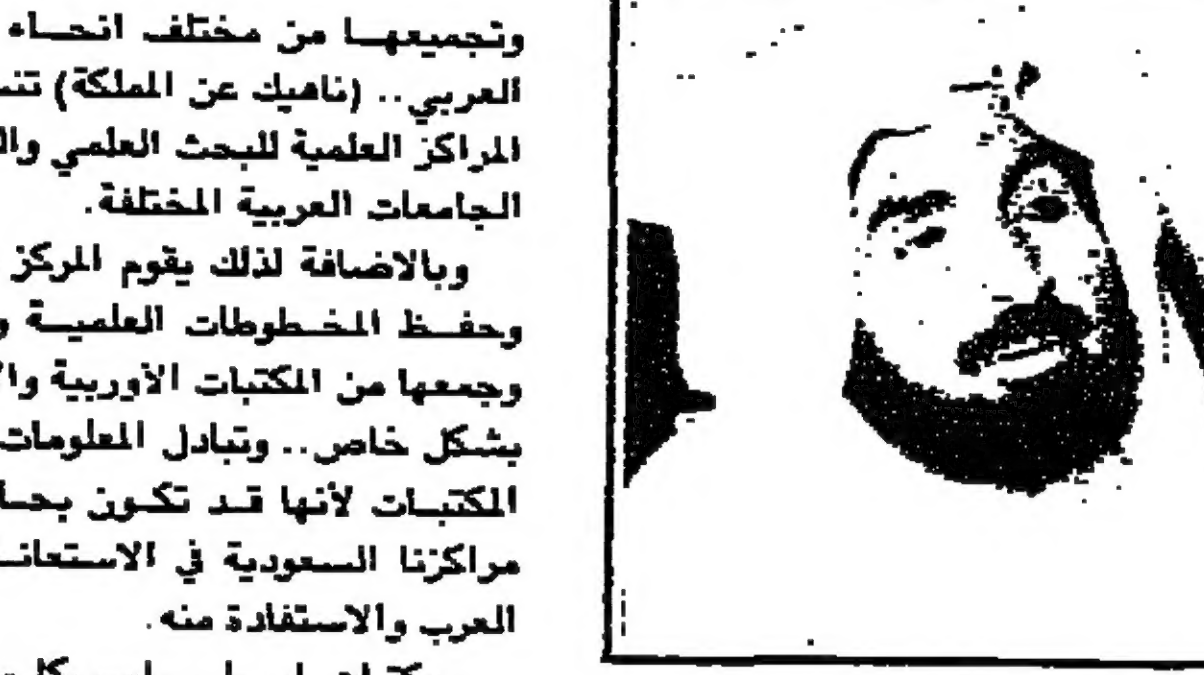 وتجميعها من مختلف انحاء
العربي.. (ناهيك عن المملكة)
المراكز العلمية للبحث العلمي
الجامعات العربية المختلفة.
وبالاضافة لذلك يقوم المركز
وحفظ المخطوطات العلمية
وجمعها من المكتبات الأوربية
بشكل خاص.. وتبادل المعلومات
المكتبات لأنها قد تكون
مراكزنا السعودية في
العرب والاستفادة منه.